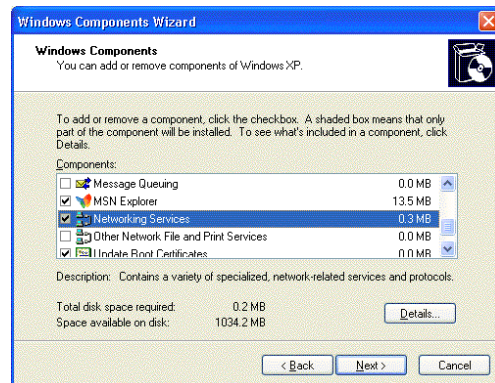 Windows Components Wizard
Windows Components
You can add or remove components of Windows XP.
To add or remove a component, click the checkbox. A shaded box means that only
part of the component will be installed. To see what's included in a component, click
Details.
Components:
Message Queuing 0.0 MB
MSN Explorer 13.5 MB
Networking Services 0.3 MB
Other Network File and Print Services 0.0 MB
Update Root Certificates 0.0 MB
Description: Contains a variety of specialized, network-related services and protocols.
Total disk space required: 0.2 MB
Space available on disk: 1034.2 MB
Details...
< Back Next > Cancel